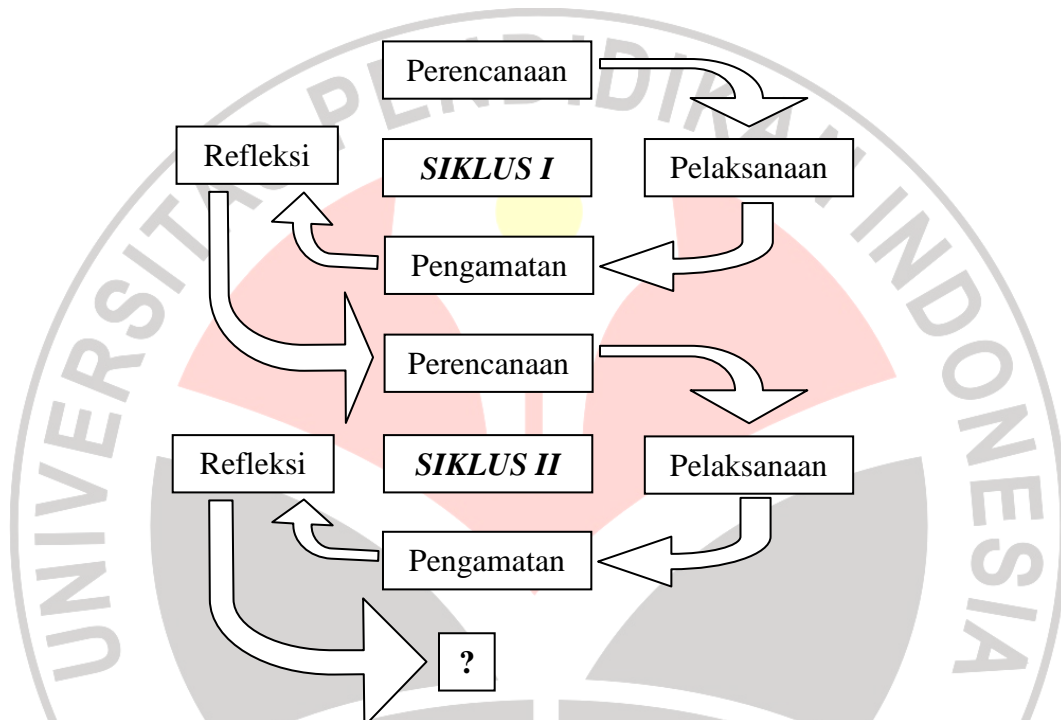 Perencanaan
Refleksi
SIKLUS I
Pelaksanaan
Pengamatan
Perencanaan
Refleksi
SIKLUS II
Pelaksanaan
Pengamatan
?
UNIVERSITAS PENDIDIKAN INDONESIA